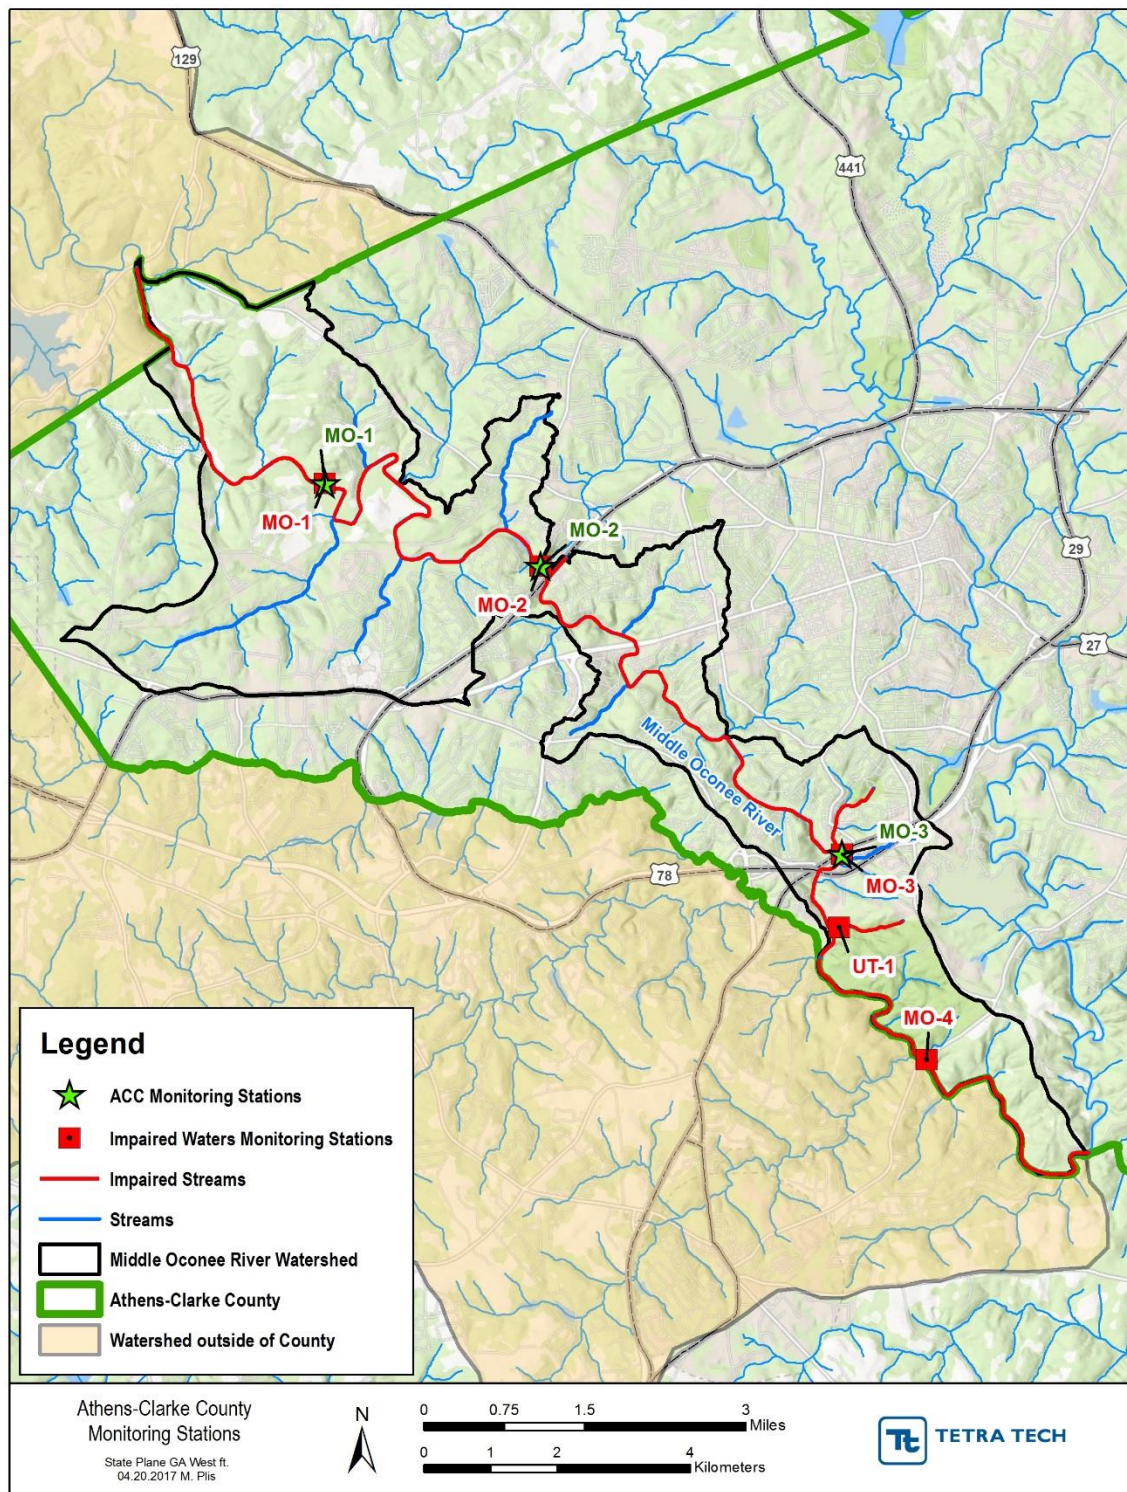 129
441
MO-1
MO-1
MO-2
MO-2
29
27
Middle Oconee River
MO-3
MO-3
78
UT-1
MO-4
Legend
ACC Monitoring Stations
Impaired Waters Monitoring Stations
Impaired Streams
Streams
Middle Oconee River Watershed
Athens-Clarke County
Watershed outside of County
Athens-Clarke County
Monitoring Stations
State Plane GA West ft.
04.20.2017 M. Plis
N
0 0.75 1.5 3
Miles
0 1 2 4
Kilometers
Tt TETRA TECH